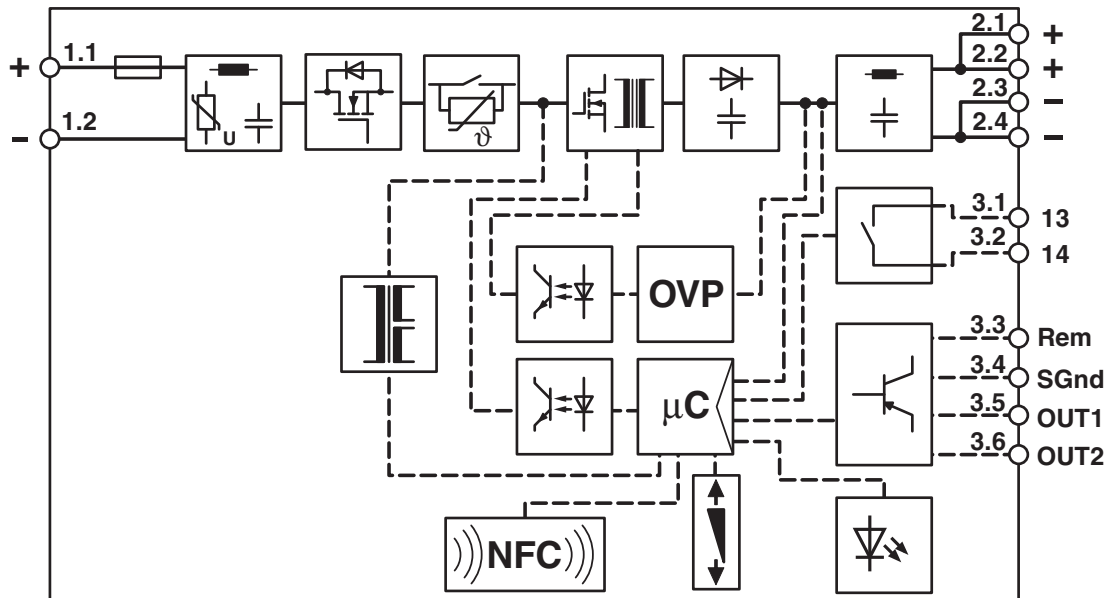 + 1.1
− 1.2
U
ϑ
2.1 +
2.2 +
2.3 −
2.4 −
3.1 13
3.2 14
OVP
3.3 Rem
3.4 SGnd
3.5 OUT1
3.6 OUT2
µC
NFC